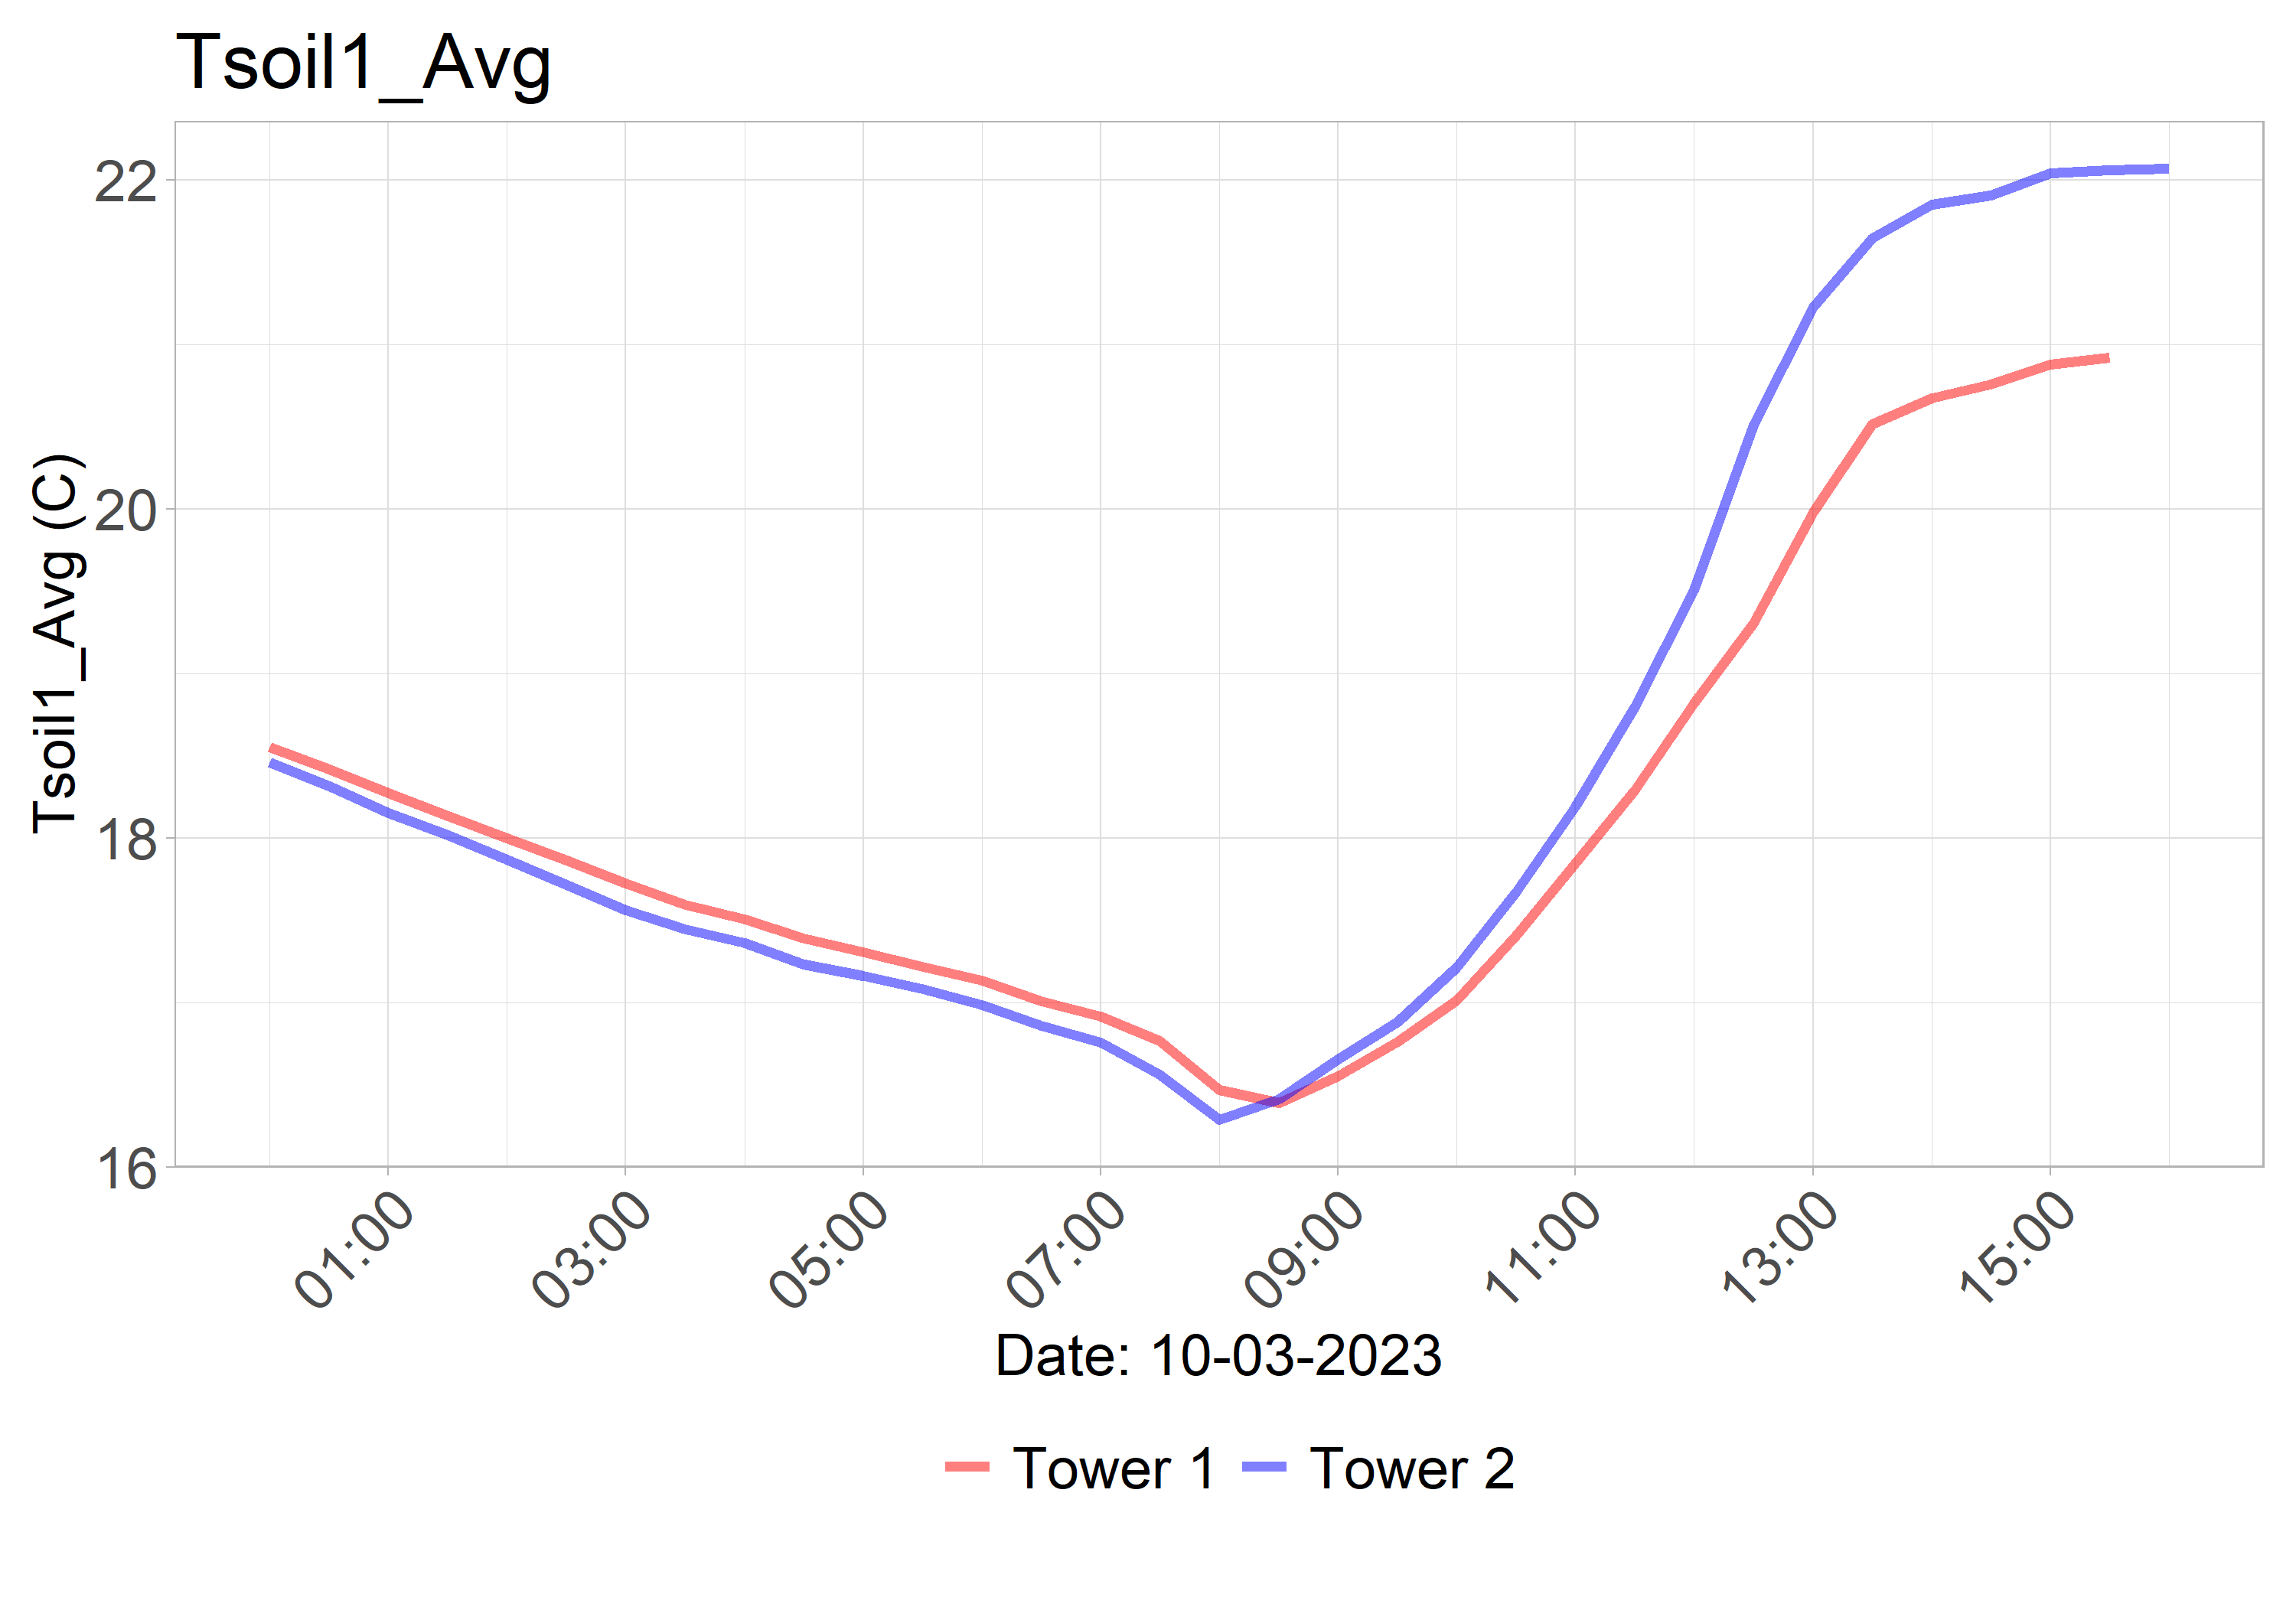 Tsoil1_Avg
Tsoil1_Avg (C)
22
20
18
16
01:00 03:00 05:00 07:00 09:00 11:00 13:00 15:00
Date: 10-03-2023
Tower 1 Tower 2